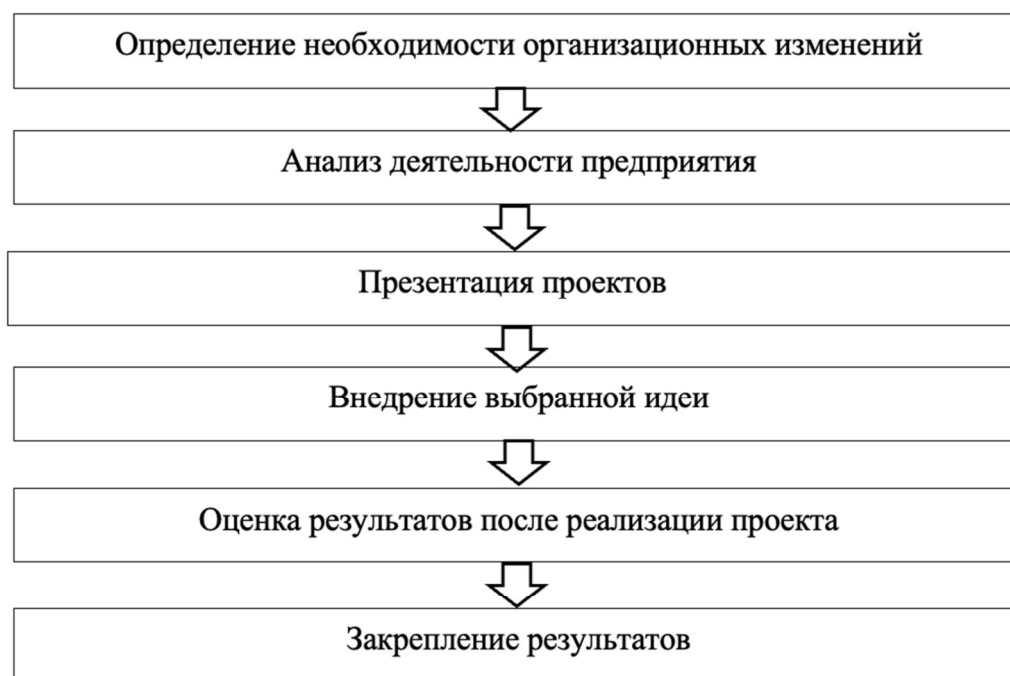 Определение необходимости организационных изменений
Анализ деятельности предприятия
Презентация проектов
Внедрение выбранной идеи
Оценка результатов после реализации проекта
Закрепление результатов